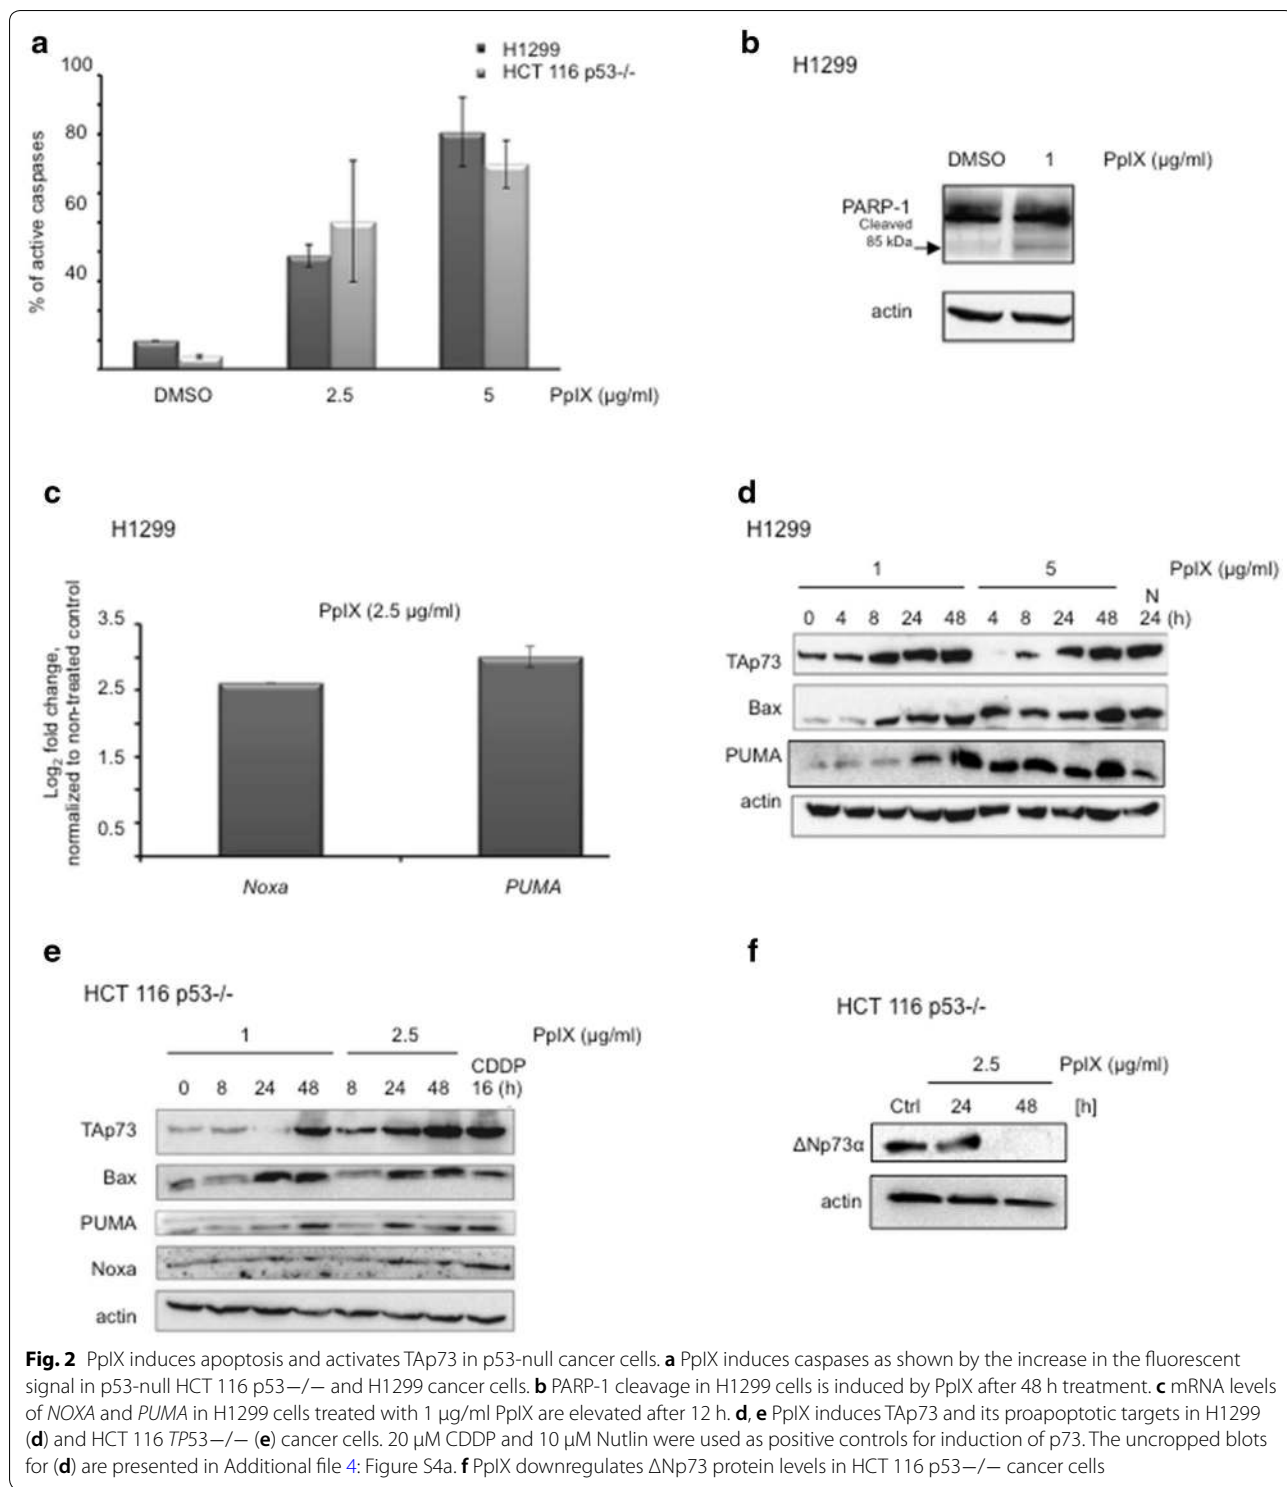 a
H1299
HCT 116 p53-/-
% of active caspases
100
80
60
40
DMSO 2.5 5 PpIX (µg/ml)
b
H1299
DMSO 1 PpIX (µg/ml)
PARP-1
Cleaved
85 kDa
actin
c
H1299
PpIX (2.5 µg/ml)
Log2 fold change,
normalized to non-treated control
3.5
2.5
1.5
0.5
Noxa PUMA
d
H1299
1 5 PpIX (µg/ml)
N
0 4 8 24 48 4 8 24 48 24 (h)
TAp73
Bax
PUMA
actin
e
HCT 116 p53-/-
1 2.5 PpIX (µg/ml)
CDDP
0 8 24 48 8 24 48 16 (h)
TAp73
Bax
PUMA
Noxa
actin
f
HCT 116 p53-/-
2.5 PpIX (µg/ml)
Ctrl 24 48 [h]
ΔNp73α
actin
Fig. 2 PpIX induces apoptosis and activates TAp73 in p53-null cancer cells. a PpIX induces caspases as shown by the increase in the fluorescent
signal in p53-null HCT 116 p53−/− and H1299 cancer cells. b PARP-1 cleavage in H1299 cells is induced by PpIX after 48 h treatment. c mRNA levels
of NOXA and PUMA in H1299 cells treated with 1 µg/ml PpIX are elevated after 12 h. d, e PpIX induces TAp73 and its proapoptotic targets in H1299
(d) and HCT 116 TP53−/− (e) cancer cells. 20 µM CDDP and 10 µM Nutlin were used as positive controls for induction of p73. The uncropped blots
for (d) are presented in Additional file 4: Figure S4a. f PpIX downregulates ΔNp73 protein levels in HCT 116 p53−/− cancer cells